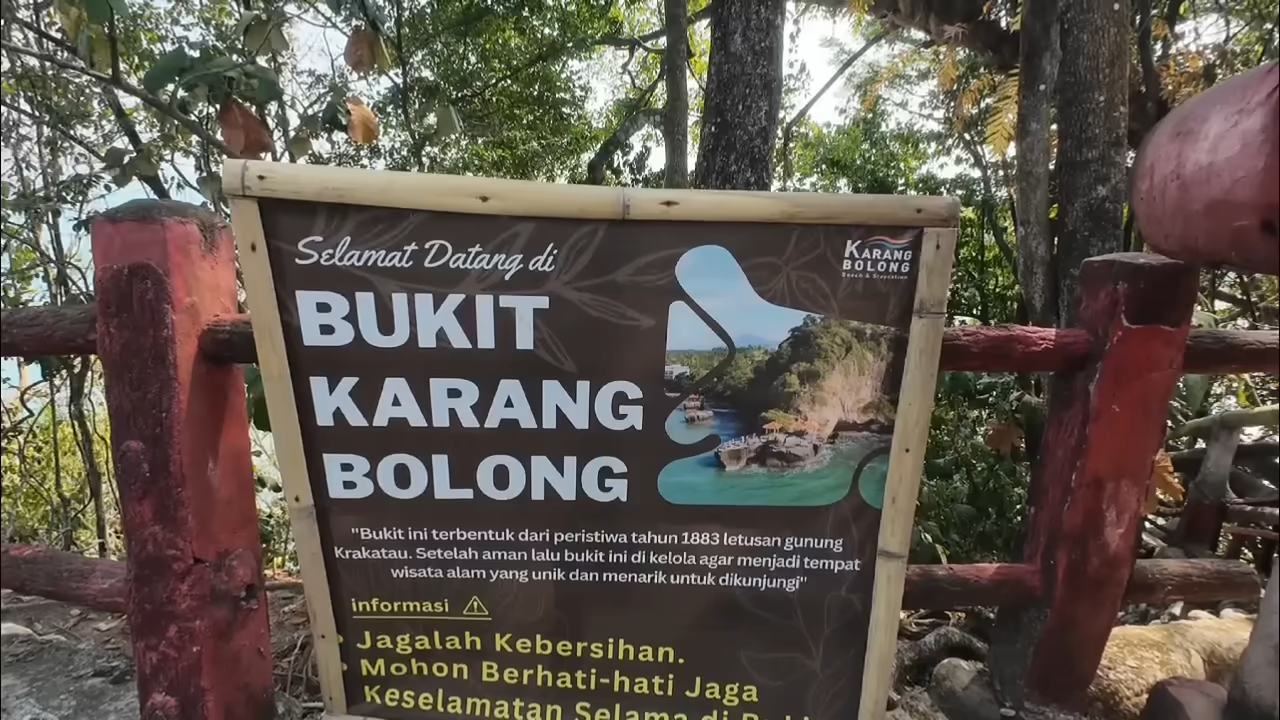 Selamat Datang di
KARANG
BOLONG
Beach & Staycation
BUKIT
KARANG
BOLONG
"Bukit ini terbentuk dari peristiwa tahun 1883 letusan gunung
Krakatau. Setelah aman lalu bukit ini di kelola agar menjadi tempat
wisata alam yang unik dan menarik untuk dikunjungi"
informasi
• Jagalah Kebersihan.
• Mohon Berhati-hati Jaga
Keselamatan Selama di